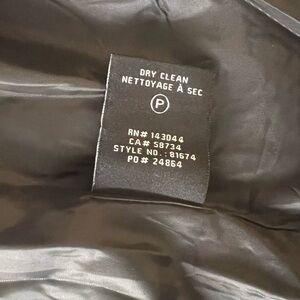 DRY CLEAN
NETTOYAGE À SEC
P
RN# 143044
CA# 58734
STYLE NO.: 81674
PO# 24864